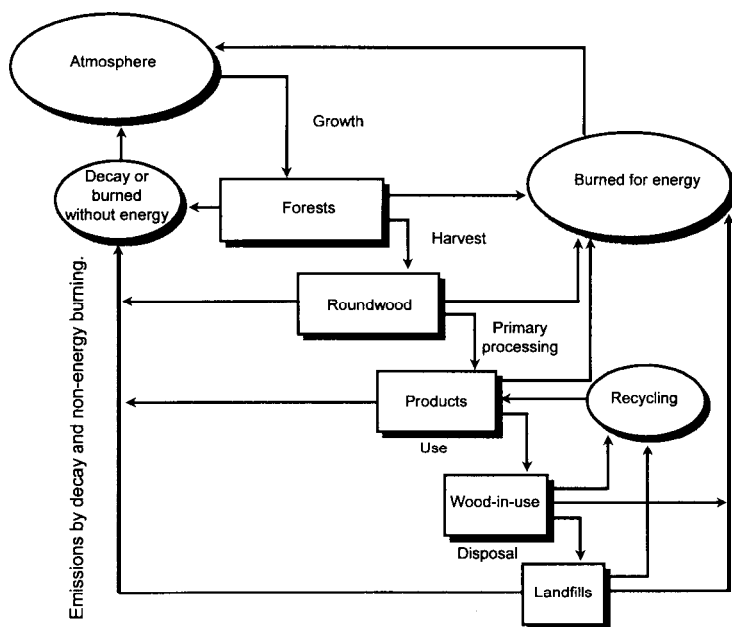 Atmosphere
Growth
Decay or
burned
without energy
Forests
Burned for energy
Harvest
Roundwood
Primary
processing
Products
Recycling
Use
Wood-in-use
Disposal
Landfills
Emissions by decay and non-energy burning.